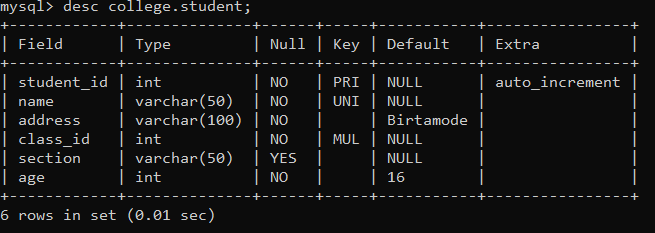 mysql> desc college.student;
+------------+--------------+------+-----+-----------+----------------+
| Field      | Type         | Null | Key | Default   | Extra          |
+------------+--------------+------+-----+-----------+----------------+
| student_id | int          | NO   | PRI | NULL      | auto_increment |
| name       | varchar(50)  | NO   | UNI | NULL      |                |
| address    | varchar(100) | NO   |     | Birtamode |                |
| class_id   | int          | NO   | MUL | NULL      |                |
| section    | varchar(50)  | YES  |     | NULL      |                |
| age        | int          | NO   |     | 16        |                |
+------------+--------------+------+-----+-----------+----------------+
6 rows in set (0.01 sec)